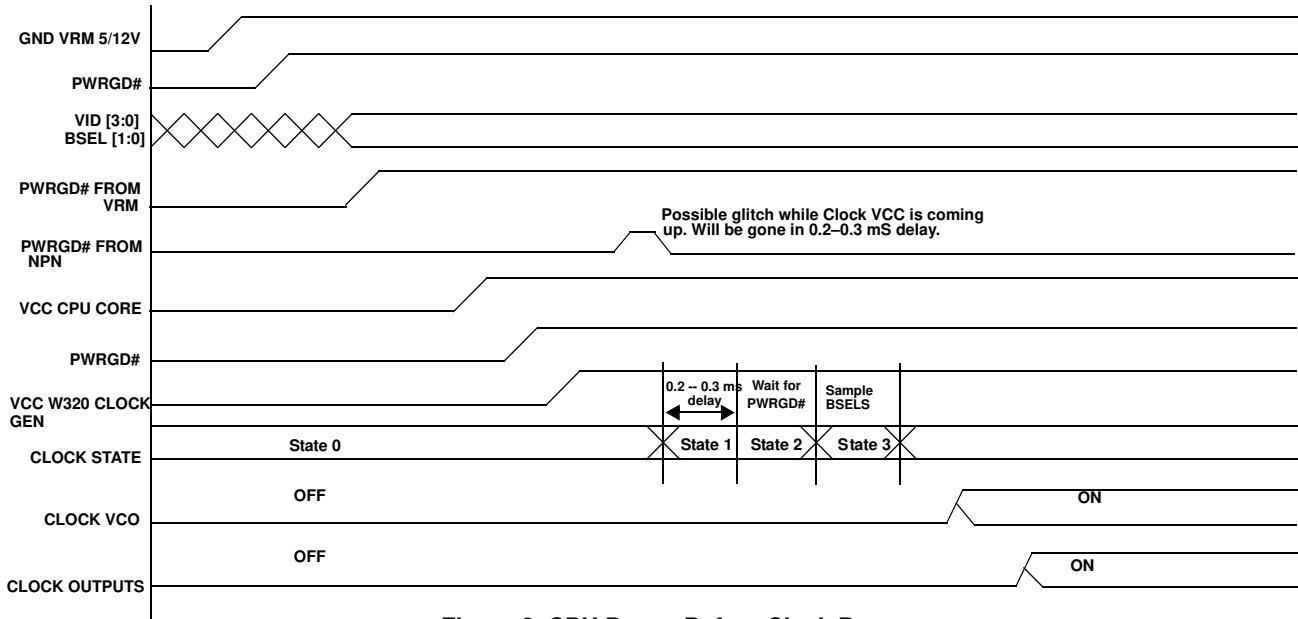 GND VRM 5/12V
PWRGD#
VID [3:0]
BSEL [1:0]
PWRGD# FROM
VRM
Possible glitch while Clock VCC is coming
up. Will be gone in 0.2–0.3 mS delay.
PWRGD# FROM
NPN
VCC CPU CORE
PWRGD#
0.2 -- 0.3 ms
delay
Wait for
PWRGD#
Sample
BSELS
VCC W320 CLOCK
GEN
State 0
State 1
State 2
State 3
CLOCK STATE
OFF
ON
CLOCK VCO
OFF
ON
CLOCK OUTPUTS